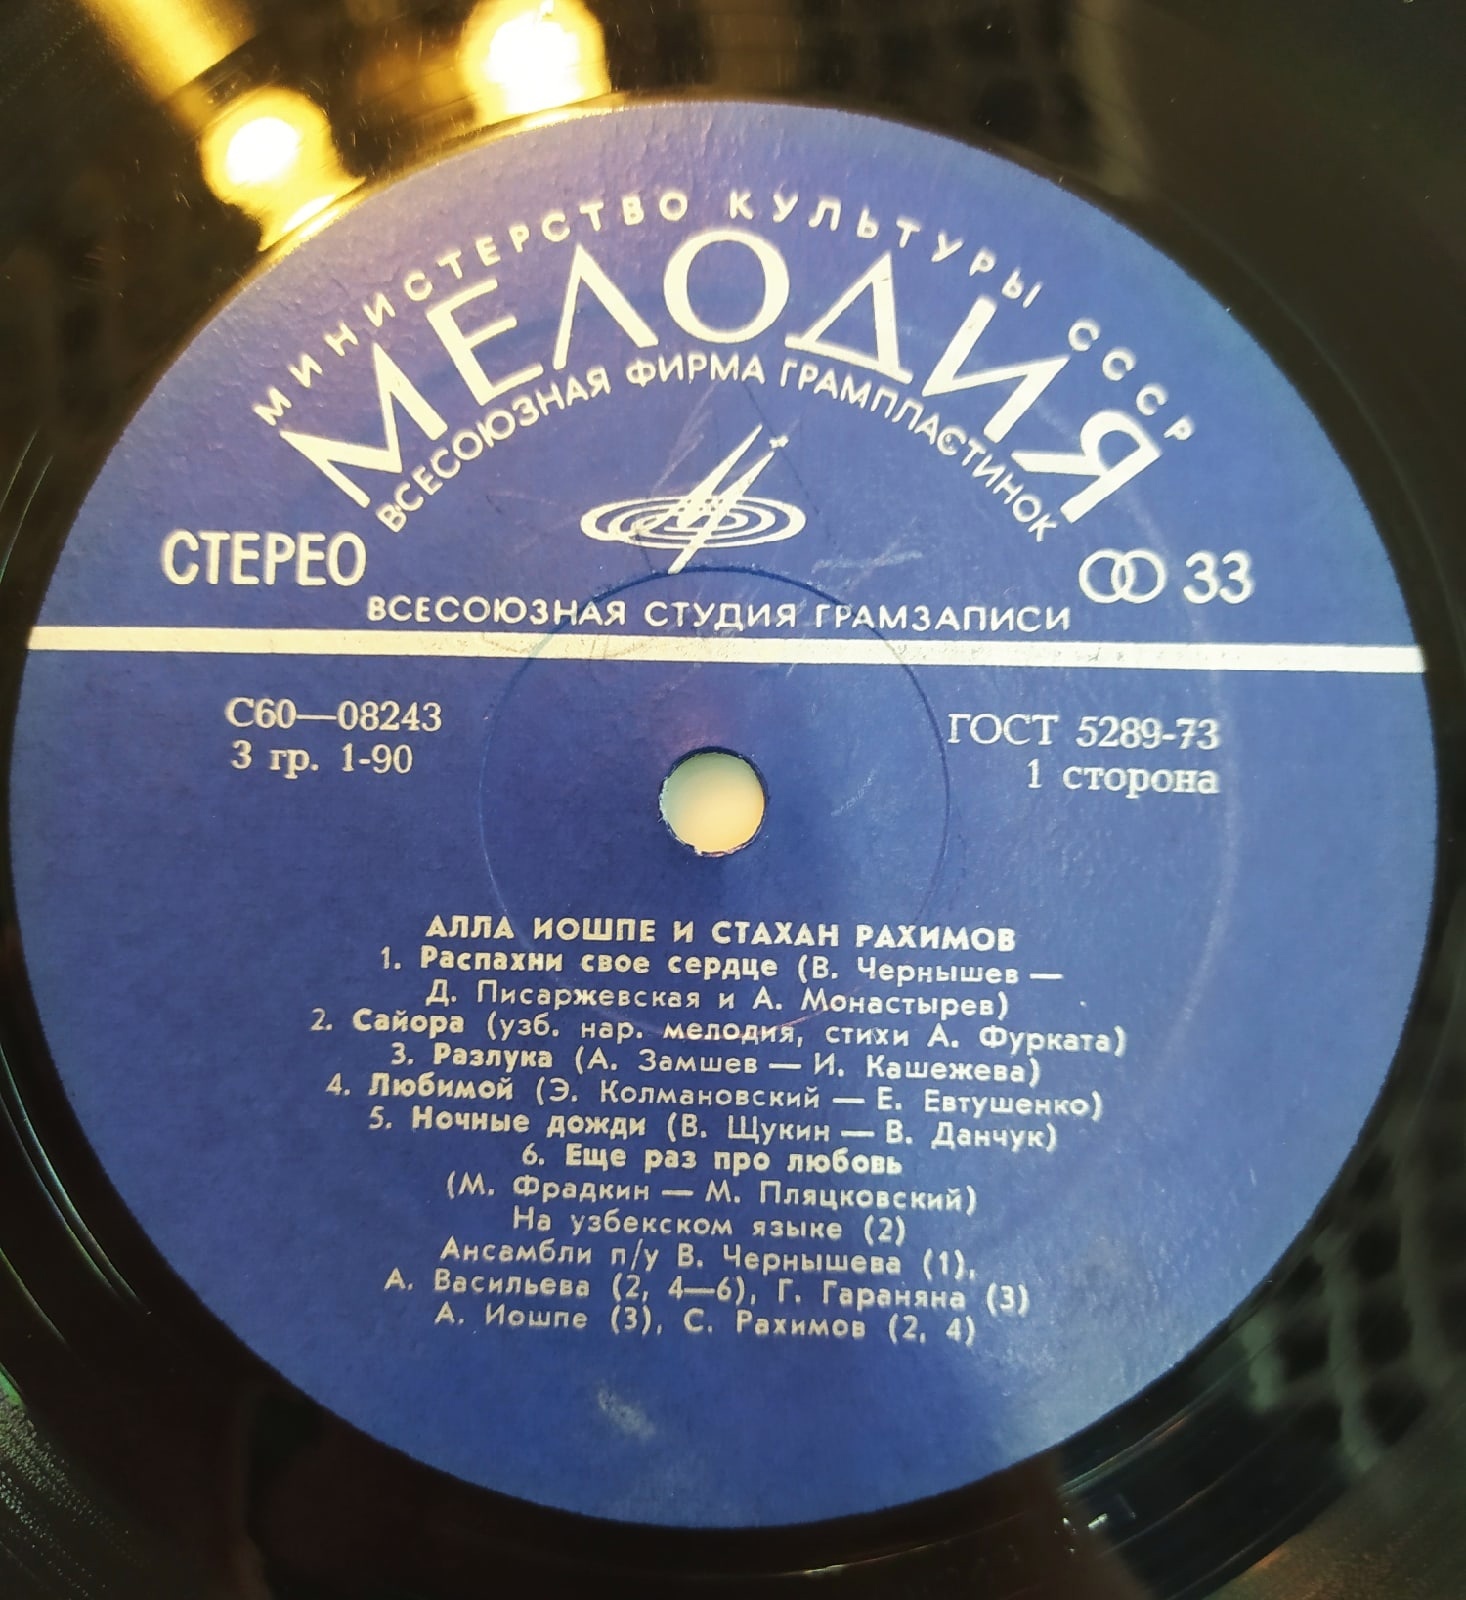 МИНИСТЕРСТВО КУЛЬТУРЫ СССР
МЕЛОДИЯ
ВСЕСОЮЗНАЯ ФИРМА ГРАМПЛАСТИНОК
СТЕРЕО
33
ВСЕСОЮЗНАЯ СТУДИЯ ГРАМЗАПИСИ
С60—08243
ГОСТ 5289-73
3 гр. 1-90
1 сторона
АЛЛА ИОШПЕ И СТАХАН РАХИМОВ
1. Распахни свое сердце (В. Чернышев —
Д. Писаржевская и А. Монастырев)
2. Сайора (узб. нар. мелодия, стихи А. Фурката)
3. Разлука (А. Замшев — И. Кашежева)
4. Любимой (Э. Колмановский — Е. Евтушенко)
5. Ночные дожди (В. Щукин — В. Данчук)
6. Еще раз про любовь
(М. Фрадкин — М. Пляцковский)
На узбекском языке (2)
Ансамбли п/у В. Чернышева (1),
А. Васильева (2, 4—6), Г. Гараняна (3)
А. Иошпе (3), С. Рахимов (2, 4)